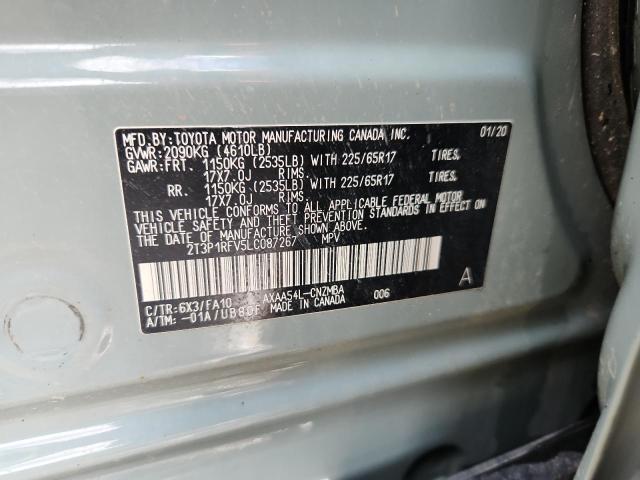 MFD.BY:TOYOTA MOTOR MANUFACTURING CANADA INC. 01/20
GVWR:2090KG (4610LB)
GAWR:FRT 1150KG (2535LB) WITH 225/65R17 TIRES,
17X7.0J RIMS.
RR 1150KG (2535LB) WITH 225/65R17 TIRES,
17X7.0J RIMS.
THIS VEHICLE CONFORMS TO ALL APPLICABLE FEDERAL MOTOR
VEHICLE SAFETY AND THEFT PREVENTION STANDARDS IN EFFECT ON
THE DATE OF MANUFACTURE SHOWN ABOVE.
2T3P1RFV5LC087267 MPV
C/TR:6X3/FA10 AXAA54L-CNZMBA 006 A
A/TM:-01A/UB80F MADE IN CANADA